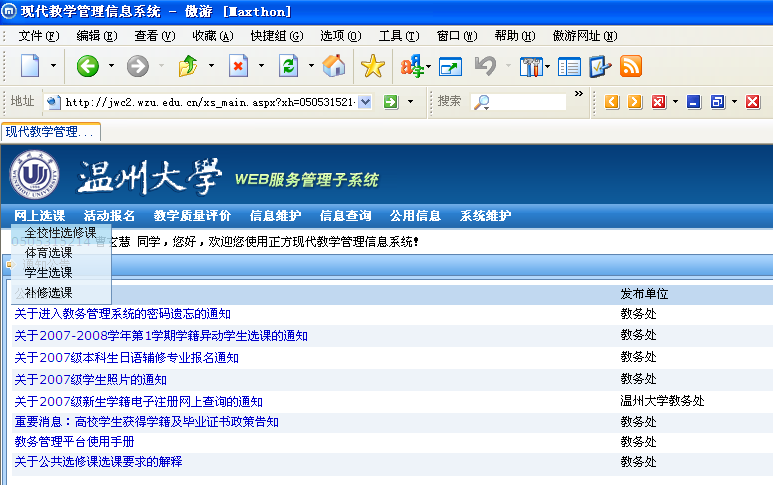 现代教学管理信息系统 - 傲游 [Maxthon]
文件(F) 编辑(E) 查看(V) 收藏(A) 快捷组(G) 选项(O) 工具(T) 窗口(W) 帮助(H) 傲游网址(N)
地址 http://jwc2.wzu.edu.cn/xs_main.aspx?xh=050531521 搜索 »
现代教学管理...
温州大學 WEB服务管理子系统
网上选课 活动报名 教学质量评价 信息维护 信息查询 公用信息 系统维护
全校性选修课
体育选课
学生选课
补修选课
同学，您好，欢迎您使用正方现代教学管理信息系统!
发布单位
关于进入教务管理系统的密码遗忘的通知 教务处
关于2007-2008学年第1学期学籍异动学生选课的通知 教务处
关于2007级本科生日语辅修专业报名通知 教务处
关于2007级学生照片的通知 教务处
关于2007级新生学籍电子注册网上查询的通知 温州大学教务处
重要消息：高校学生获得学籍及毕业证书政策告知 教务处
教务管理平台使用手册 教务处
关于公共选修课选课要求的解释 教务处